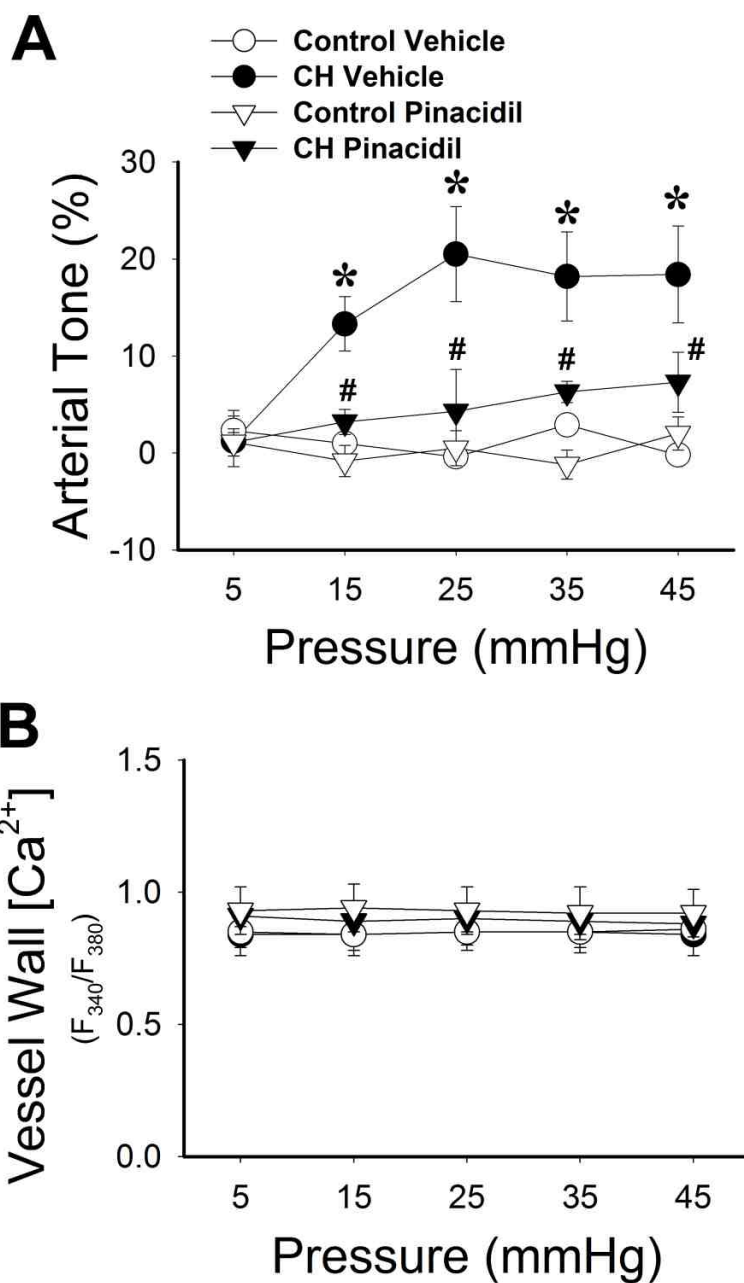 A
Control Vehicle
CH Vehicle
Control Pinacidil
CH Pinacidil
Arterial Tone (%)
30
20
10
0
-10
*
*
*
*
#
#
#
#
5 15 25 35 45
Pressure (mmHg)
B
Vessel Wall [Ca²⁺]
(F₃₄₀/F₃₈₀)
1.5
1.0
0.5
0.0
5 15 25 35 45
Pressure (mmHg)